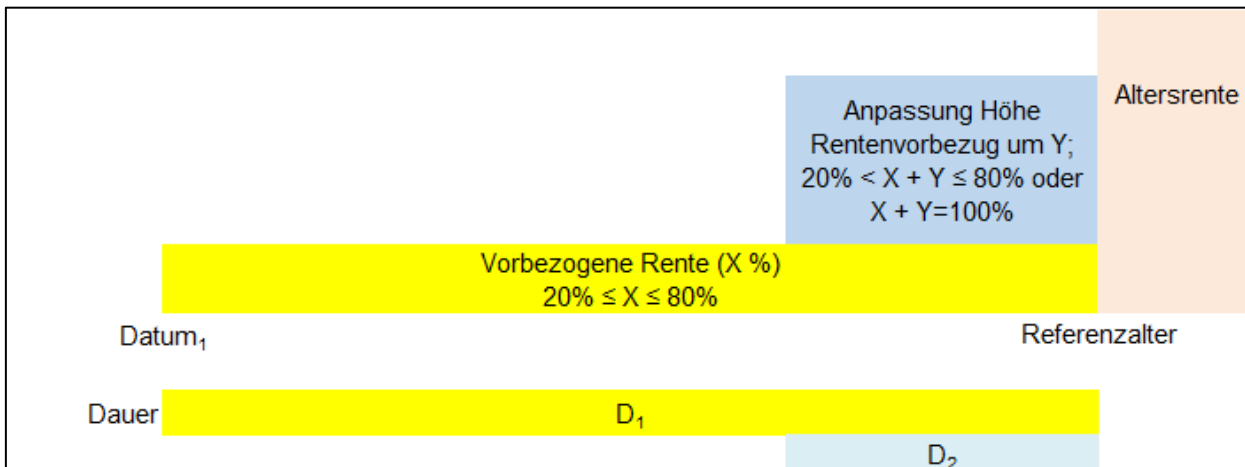 Altersrente
Anpassung Höhe
Rentenvorbezug um Y;
20% < X + Y ≤ 80% oder
X + Y=100%
Vorbezogene Rente (X %)
20% ≤ X ≤ 80%
Datum₁
Referenzalter
Dauer
D₁
D₂